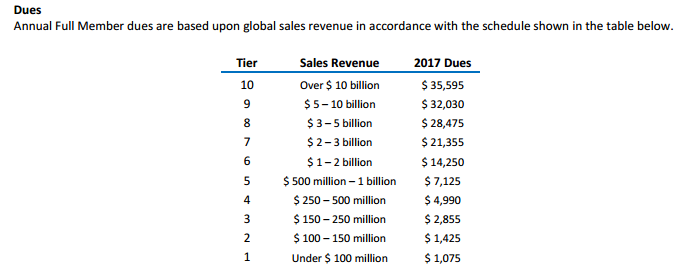 Dues
Annual Full Member dues are based upon global sales revenue in accordance with the schedule shown in the table below.
Tier Sales Revenue 2017 Dues
10 Over $ 10 billion $ 35,595
9 $ 5 – 10 billion $ 32,030
8 $ 3 – 5 billion $ 28,475
7 $ 2 – 3 billion $ 21,355
6 $ 1 – 2 billion $ 14,250
5 $ 500 million – 1 billion $ 7,125
4 $ 250 – 500 million $ 4,990
3 $ 150 – 250 million $ 2,855
2 $ 100 – 150 million $ 1,425
1 Under $ 100 million $ 1,075